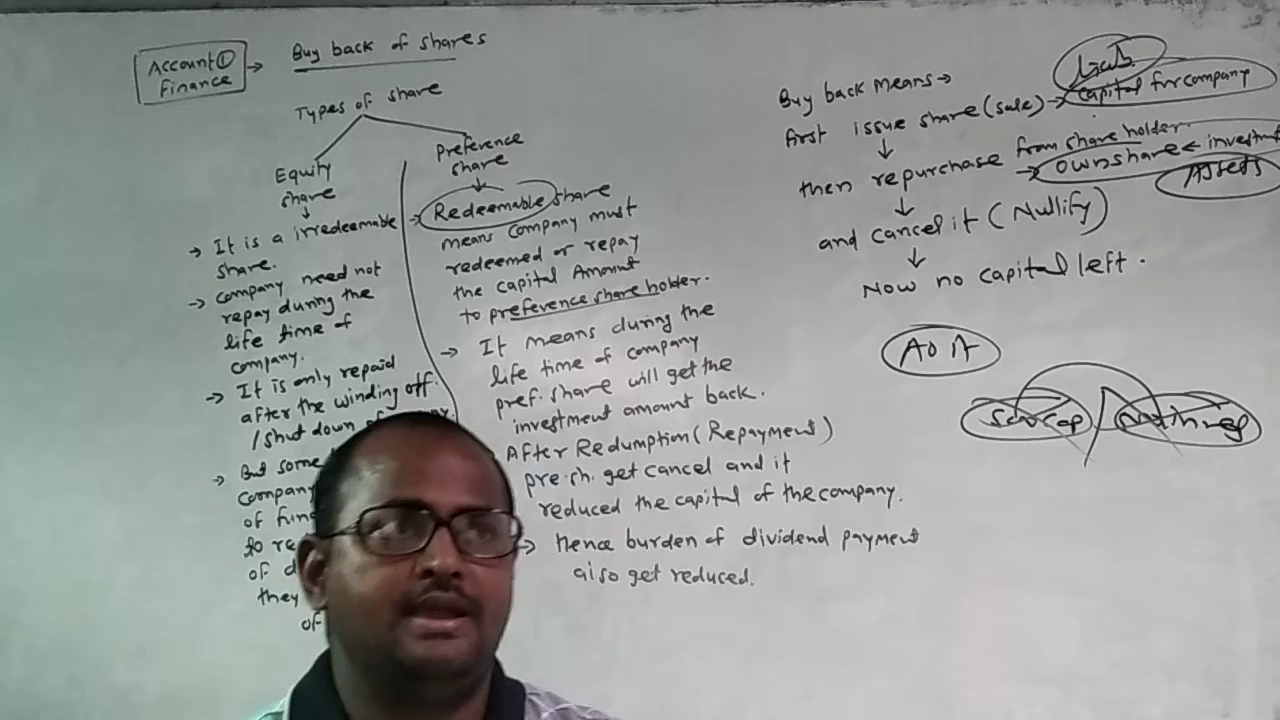 Account ①
Finance
→ Buy back of shares
Types of share
Equity
share
→ It is a irredeemable
share.
→ Company need not
repay during the
life time of
company.
→ It is only repaid
after the winding off.
/ shut down of
→ But some
company
of fun
to re
of d
they
of
Preference
share
→ Redeemable share
means company must
redeemed or repay
the capital Amount
to preference share holder.
→ It means during the
life time of company
pref. share will get the
investment amount back.
After Redumption (Repayment)
pre.sh. get cancel and it
reduced the capital of the company.
→ Hence burden of dividend payment
also get reduced.
Buy back means →
first issue share (sale) → capital for company
↓
then repurchase from share holder
→ own share ← investm
Assets
↓
and cancel it (Nullify)
↓
Now no capital left.
AOA